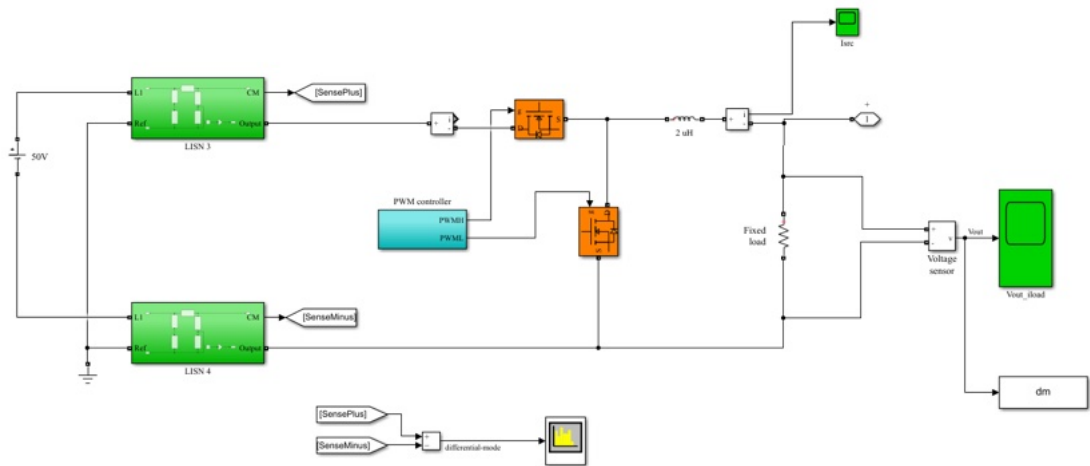 Isrc
L1
CM
[SensePlus]
Ref
Output
LISN 3
50V
+
1
2 uH
PWM controller
PWMH
PWML
Fixed
load
Vout
Voltage
sensor
Vout_iload
L1
CM
[SenseMinus]
Ref
Output
LISN 4
dm
[SensePlus]
[SenseMinus]
differential-mode